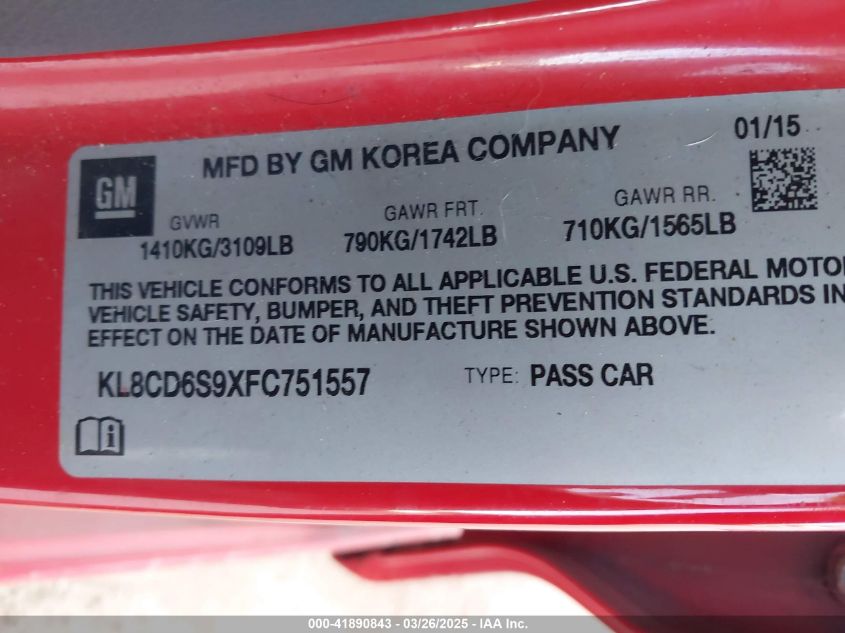 GM
MFD BY GM KOREA COMPANY
01/15
GVWR
1410KG/3109LB
GAWR FRT.
790KG/1742LB
GAWR RR.
710KG/1565LB
THIS VEHICLE CONFORMS TO ALL APPLICABLE U.S. FEDERAL MOTO
VEHICLE SAFETY, BUMPER, AND THEFT PREVENTION STANDARDS IN
EFFECT ON THE DATE OF MANUFACTURE SHOWN ABOVE.
KL8CD6S9XFC751557
TYPE: PASS CAR
000-41890843 / 03/26/2025 - © IAA Inc.